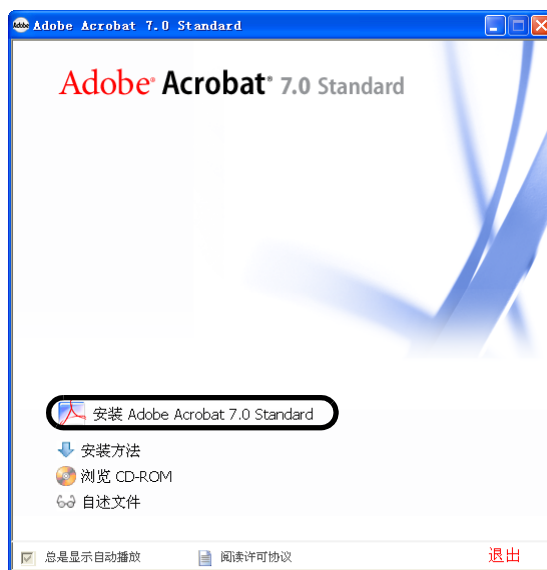 Adobe Adobe Acrobat 7.0 Standard
Adobe® Acrobat® 7.0 Standard
安装 Adobe Acrobat 7.0 Standard
安装方法
浏览 CD-ROM
自述文件
总是显示自动播放 阅读许可协议 退出